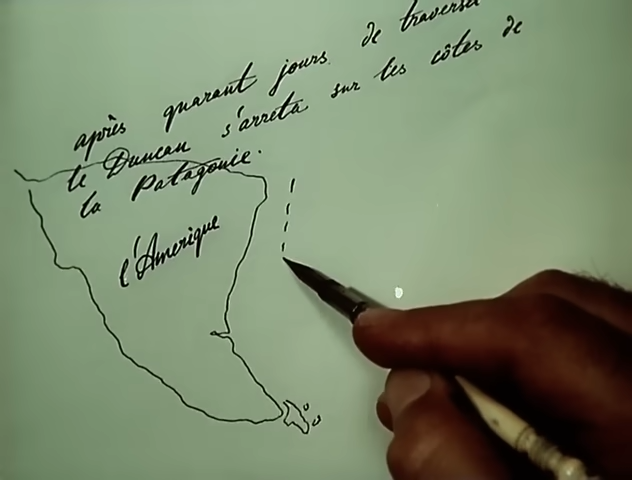 après quarant jours de traversé
le Duncan s'arreta sur les côtes de
la Patagonie.
l'Amerique